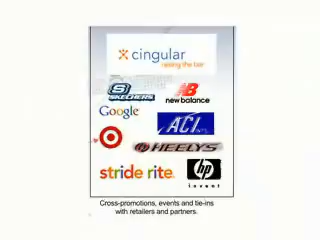 cingular
raising the bar
SKECHERS
new balance
Google
ACI
HEELYS
stride rite
hp
invent
Cross-promotions, events and tie-ins
with retailers and partners.